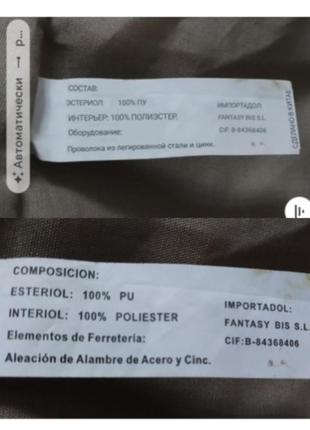 Автоматически → р...
СОСТАВ:
ЭСТЕРИОЛ: 100% ПУ
ИНТЕРЬЕР: 100% ПОЛИЭСТЕР.
Оборудование:
Проволока из легированной стали и цинк.
ИМПОРТАДОЛ:
FANTASY BIS S.L.
CIF: B-84368406
СДЕЛАНО В КИТАЕ
COMPOSICION:
ESTERIOL: 100% PU
INTERIOL: 100% POLIESTER
Elementos de Ferretería:
Aleación de Alambre de Acero y Cinc.
IMPORTADOL:
FANTASY BIS S.L
CIF:B-84368406